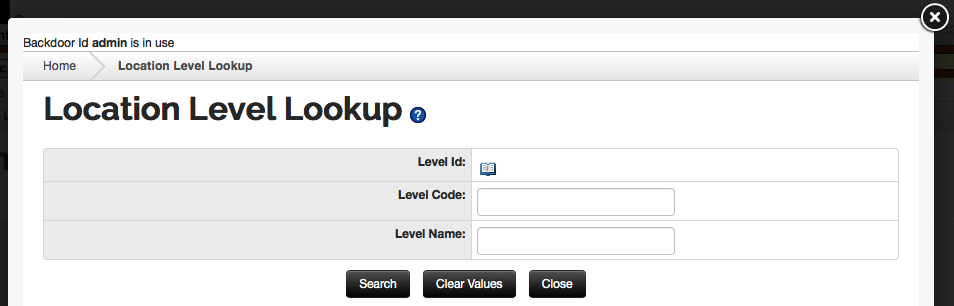 Backdoor Id admin is in use
Home Location Level Lookup
Location Level Lookup ?
Level Id:
Level Code:
Level Name:
Search Clear Values Close